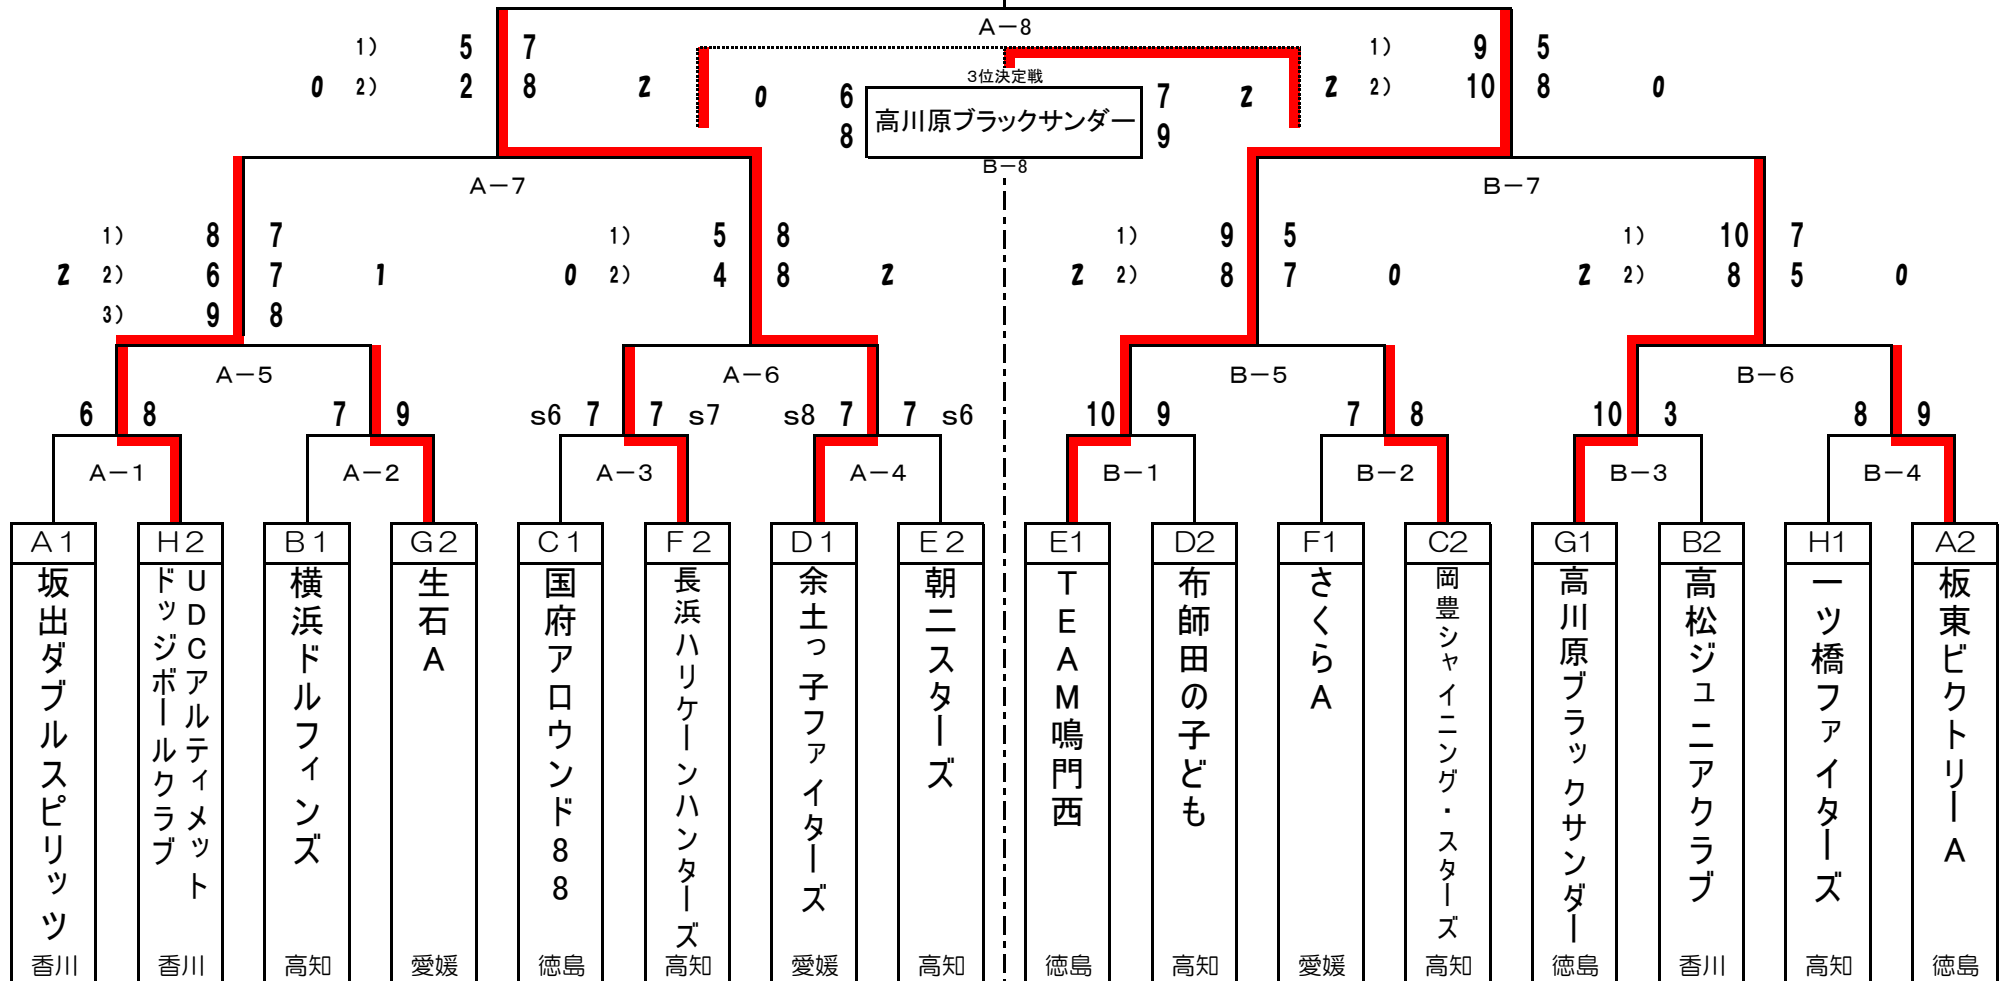 A-8
1) 5 7
1) 9 5
3位決定戦
0 2) 2 8 2
0 6
7 2
2 2) 10 8 0
高川原ブラックサンダー
8
9
B-8
A-7
B-7
1) 8 7
1) 5 8
1) 9 5
1) 10 7
2 2) 6 7 1
0 2) 4 8 2
2 2) 8 7 0
2 2) 8 5 0
3) 9 8
A-5
A-6
B-5
B-6
6 8
7 9
s6 7 7 s7
s8 7 7 s6
10 9
7 8
10 3
8 9
A-1
A-2
A-3
A-4
B-1
B-2
B-3
B-4
A1
坂出ダブルスピリッツ
香川
H2
UDCアルティメット
ドッジボールクラブ
香川
B1
横浜ドルフィンズ
高知
G2
生石A
愛媛
C1
国府アロウンド88
徳島
F2
長浜ハリケーンハンターズ
高知
D1
余土っ子ファイターズ
愛媛
E2
朝二スターズ
高知
E1
TEAM鳴門西
徳島
D2
布師田の子ども
高知
F1
さくらA
愛媛
C2
岡豊シャイニング・スターズ
高知
G1
高川原ブラックサンダー
徳島
B2
高松ジュニアクラブ
香川
H1
一ツ橋ファイターズ
高知
A2
板東ビクトリーA
徳島